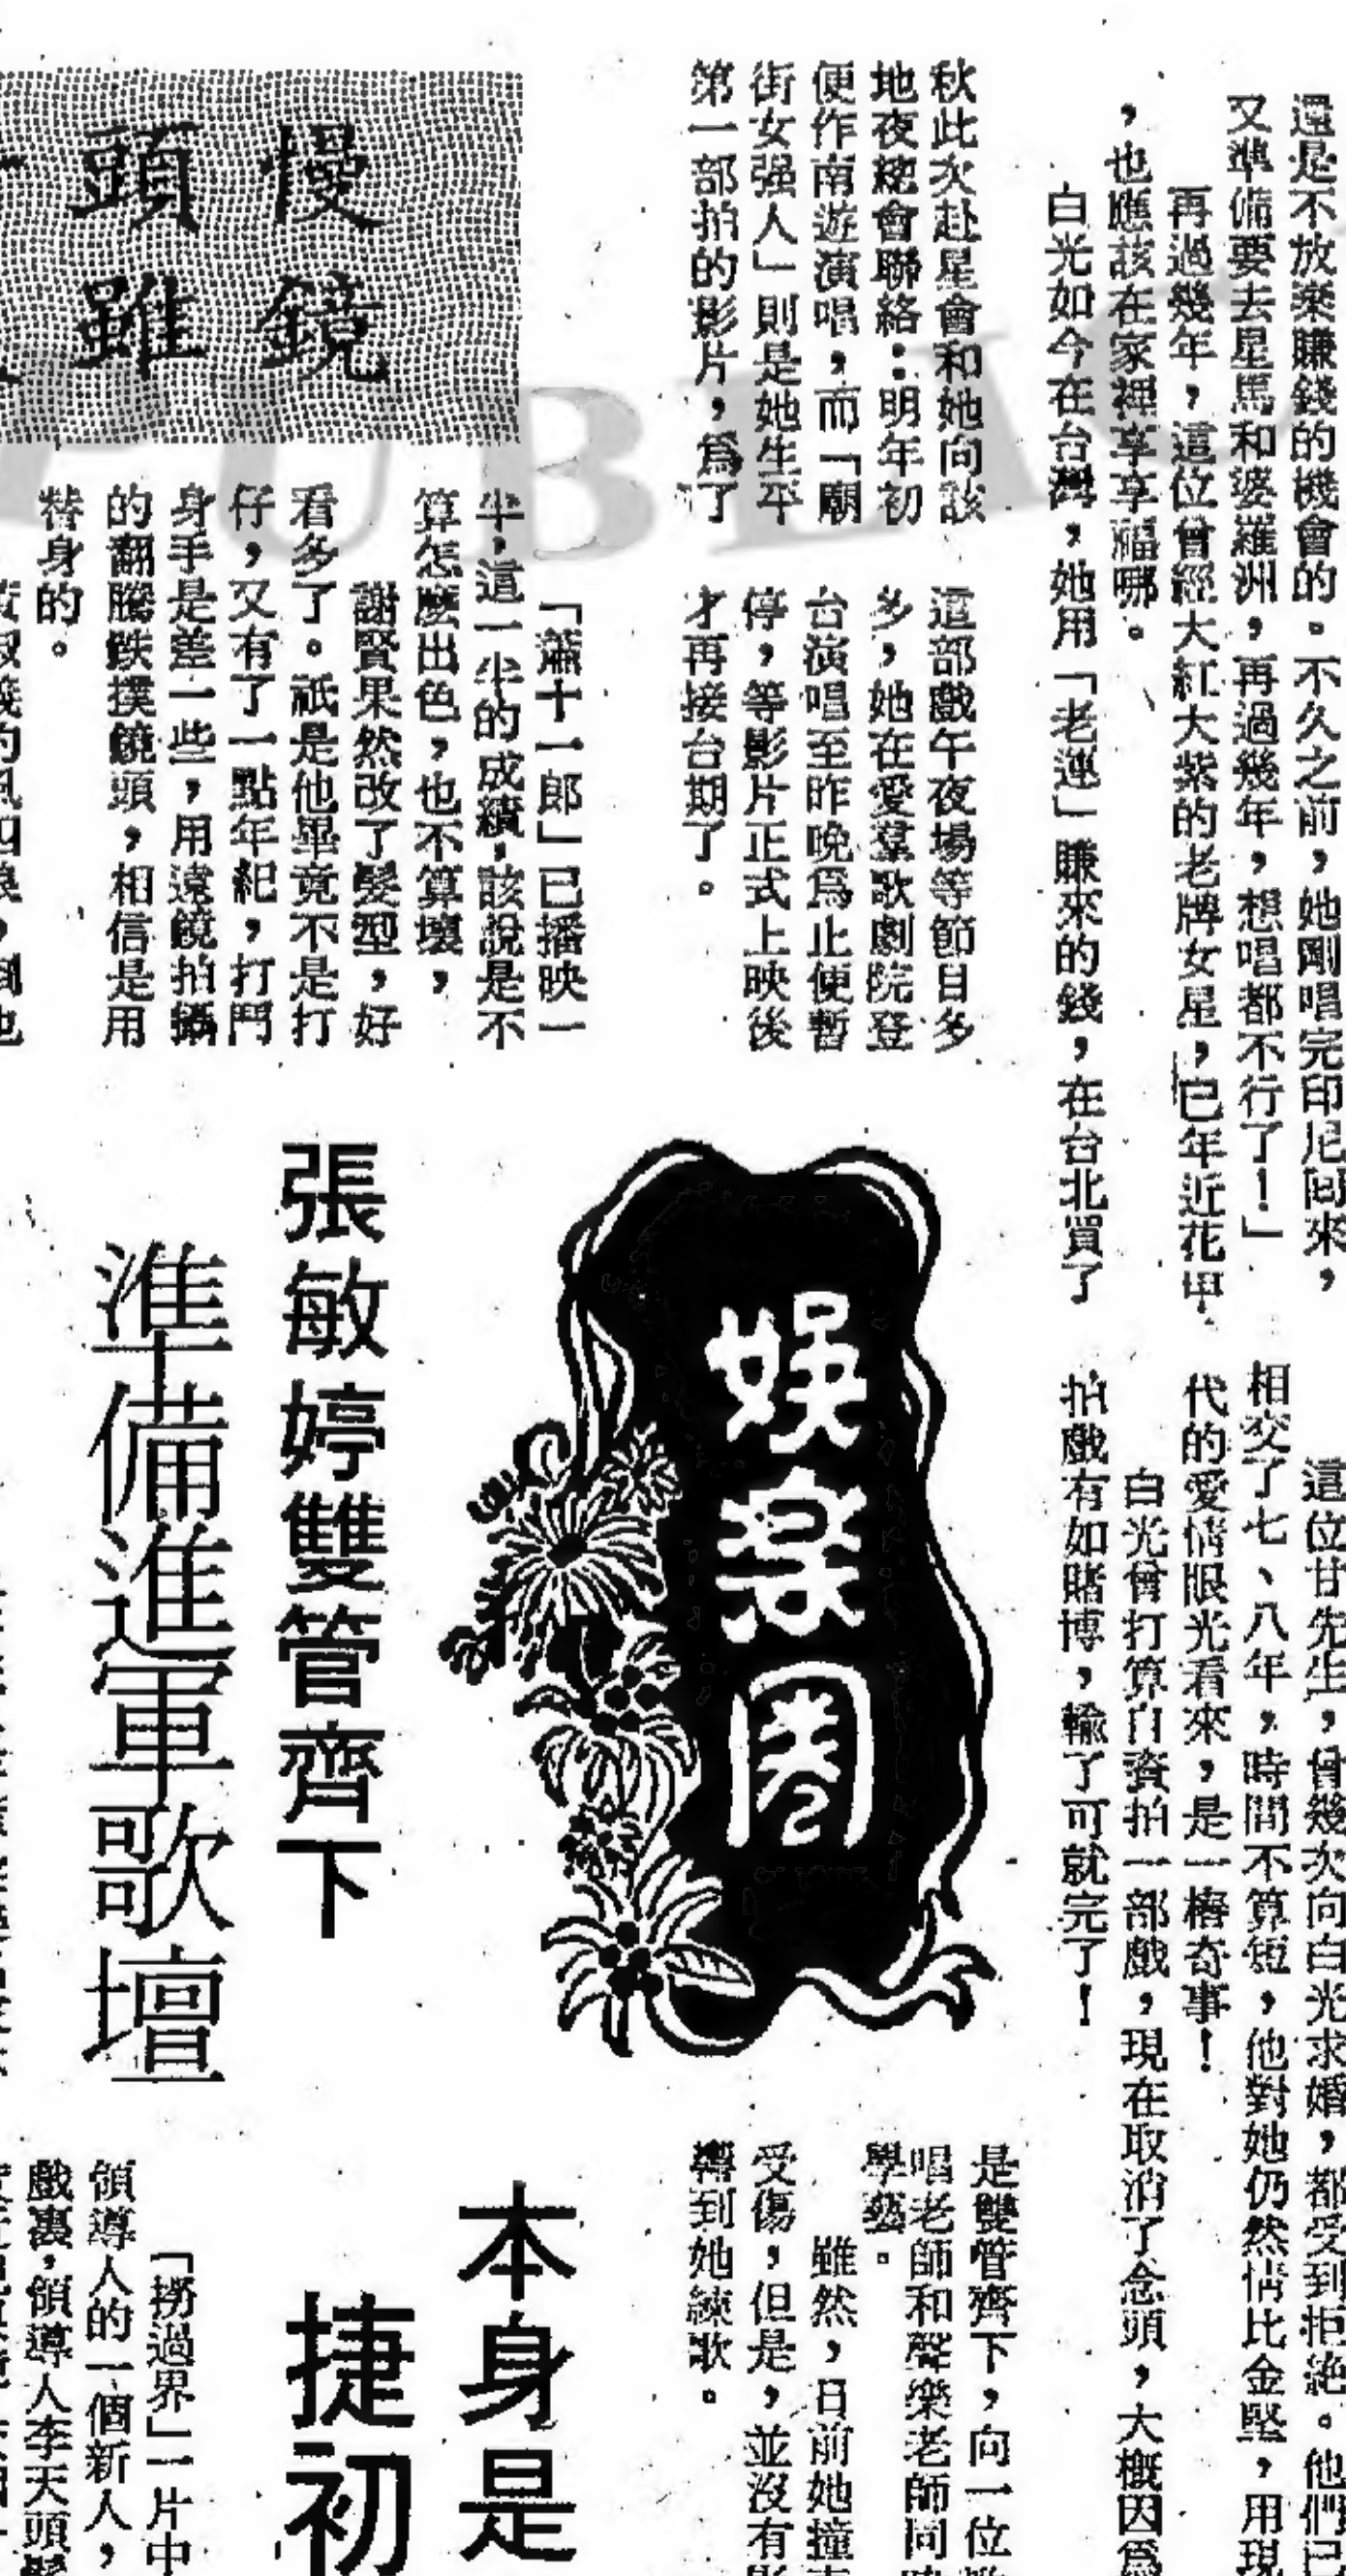 還是不放棄賺錢的機會的。不久之前，她剛唱完印尼回來，
又準備要去星馬和婆羅洲，再過幾年，想唱都不行了！」
再過幾年，這位曾經大紅大紫的老牌女星，已年近花甲
，也應該在家裡享享福哪。
白光如今在台灣，她用「老運」賺來的錢，在台北買了
這位甘先生，曾幾次向白光求婚，都受到拒絕。他們已
相交了七、八年，時間不算短，他對她仍然情比金堅，用現
代的愛情眼光看來，是一樁奇事！
白光曾打算自資拍一部戲，現在取消了念頭，大概因爲
拍戲有如賭博，輸了可就完了！
秋此次赴星會和她向該
地夜總會聯絡：明年初
便作南遊演唱，而「廟
街女强人」則是她生平
第一部拍的影片，爲了
這部戲午夜場等節目多
多，她在愛羣歌劇院登
台演唱至昨晚爲止便暫
停，等影片正式上映後
才再接台期了。
慢鏡
頭雖
「蕭十一郎」已播映一
半，這一半的成績，該說是不
算怎麼出色，也不算壞，
謝賢果然改了髮型，好
看多了。祇是他畢竟不是打
仔，又有了一點年紀，打鬥
身手是差一些，用遠鏡拍攝
的翻騰跌撲鏡頭，相信是用
替身的。
娛樂圈
張敏婷雙管齊下
準備進軍歌壇
是雙管齊下，向一位
唱老師和聲樂老師同
學藝。
雖然，日前她撞
受傷，但是，並沒有
轉到她練歌。
本身是
捷初
「撈過界」一片中
領導人的一個新人，
戲裏，領導人李天頭
PUBLIC